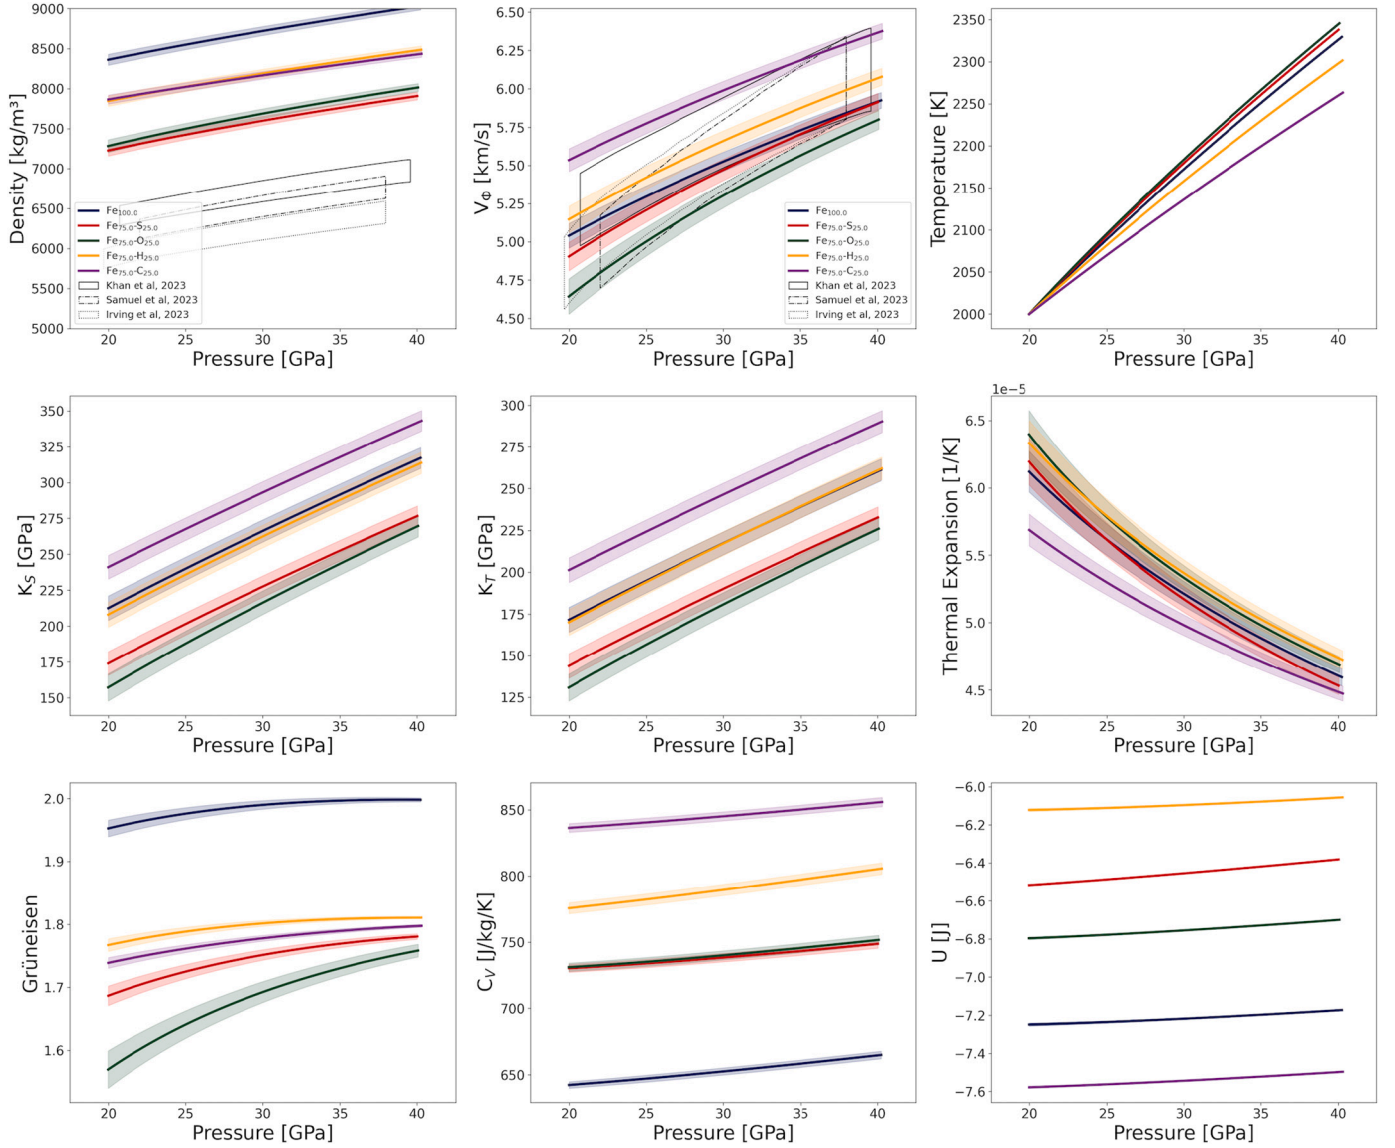 9000
8500
8000
7500
7000
6500
6000
5500
5000
Density [kg/m³]
Fe100.0
Fe75.0-S25.0
Fe75.0-O25.0
Fe75.0-H25.0
Fe75.0-C25.0
Khan et al, 2023
Samuel et al, 2023
Irving et al, 2023
20 25 30 35 40
Pressure [GPa]
6.50
6.25
6.00
5.75
5.50
5.25
5.00
4.75
4.50
VΦ [km/s]
Fe100.0
Fe75.0-S25.0
Fe75.0-O25.0
Fe75.0-H25.0
Fe75.0-C25.0
Khan et al, 2023
Samuel et al, 2023
Irving et al, 2023
20 25 30 35 40
Pressure [GPa]
2350
2300
2250
2200
2150
2100
2050
2000
Temperature [K]
20 25 30 35 40
Pressure [GPa]
350
325
300
275
250
225
200
175
150
KS [GPa]
20 25 30 35 40
Pressure [GPa]
300
275
250
225
200
175
150
125
KT [GPa]
20 25 30 35 40
Pressure [GPa]
1e−5
6.5
6.0
5.5
5.0
4.5
Thermal Expansion [1/K]
20 25 30 35 40
Pressure [GPa]
2.0
1.9
1.8
1.7
1.6
Grüneisen
20 25 30 35 40
Pressure [GPa]
850
800
750
700
650
CV [J/kg/K]
20 25 30 35 40
Pressure [GPa]
−6.0
−6.2
−6.4
−6.6
−6.8
−7.0
−7.2
−7.4
−7.6
U [J]
20 25 30 35 40
Pressure [GPa]